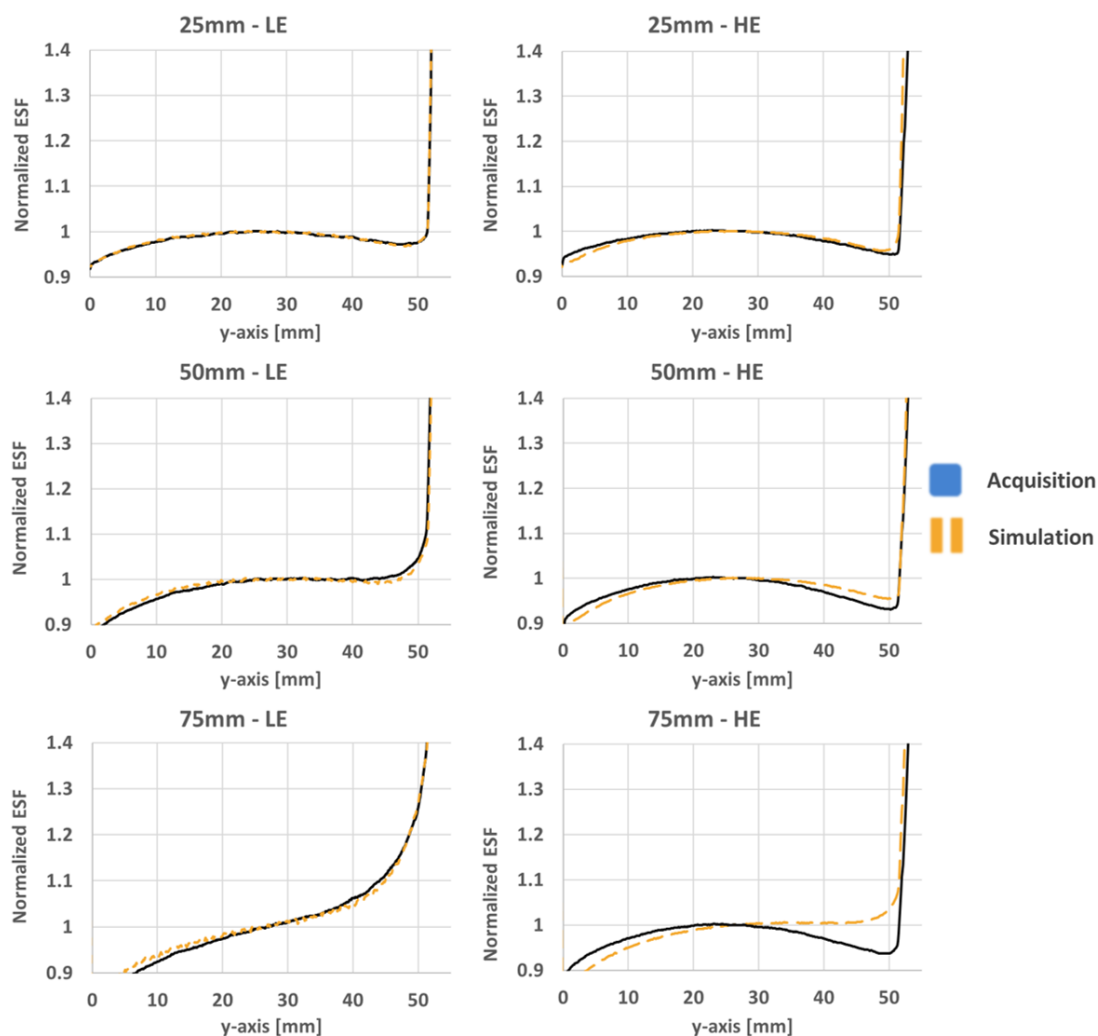 25mm - LE
Normalized ESF
1.4
1.3
1.2
1.1
1
0.9
0 10 20 30 40 50
y-axis [mm]
25mm - HE
Normalized ESF
1.4
1.3
1.2
1.1
1
0.9
0 10 20 30 40 50
y-axis [mm]
50mm - LE
Normalized ESF
1.4
1.3
1.2
1.1
1
0.9
0 10 20 30 40 50
y-axis [mm]
50mm - HE
Normalized ESF
1.4
1.3
1.2
1.1
1
0.9
0 10 20 30 40 50
y-axis [mm]
Acquisition
Simulation
75mm - LE
Normalized ESF
1.4
1.3
1.2
1.1
1
0.9
0 10 20 30 40 50
y-axis [mm]
75mm - HE
Normalized ESF
1.4
1.3
1.2
1.1
1
0.9
0 10 20 30 40 50
y-axis [mm]